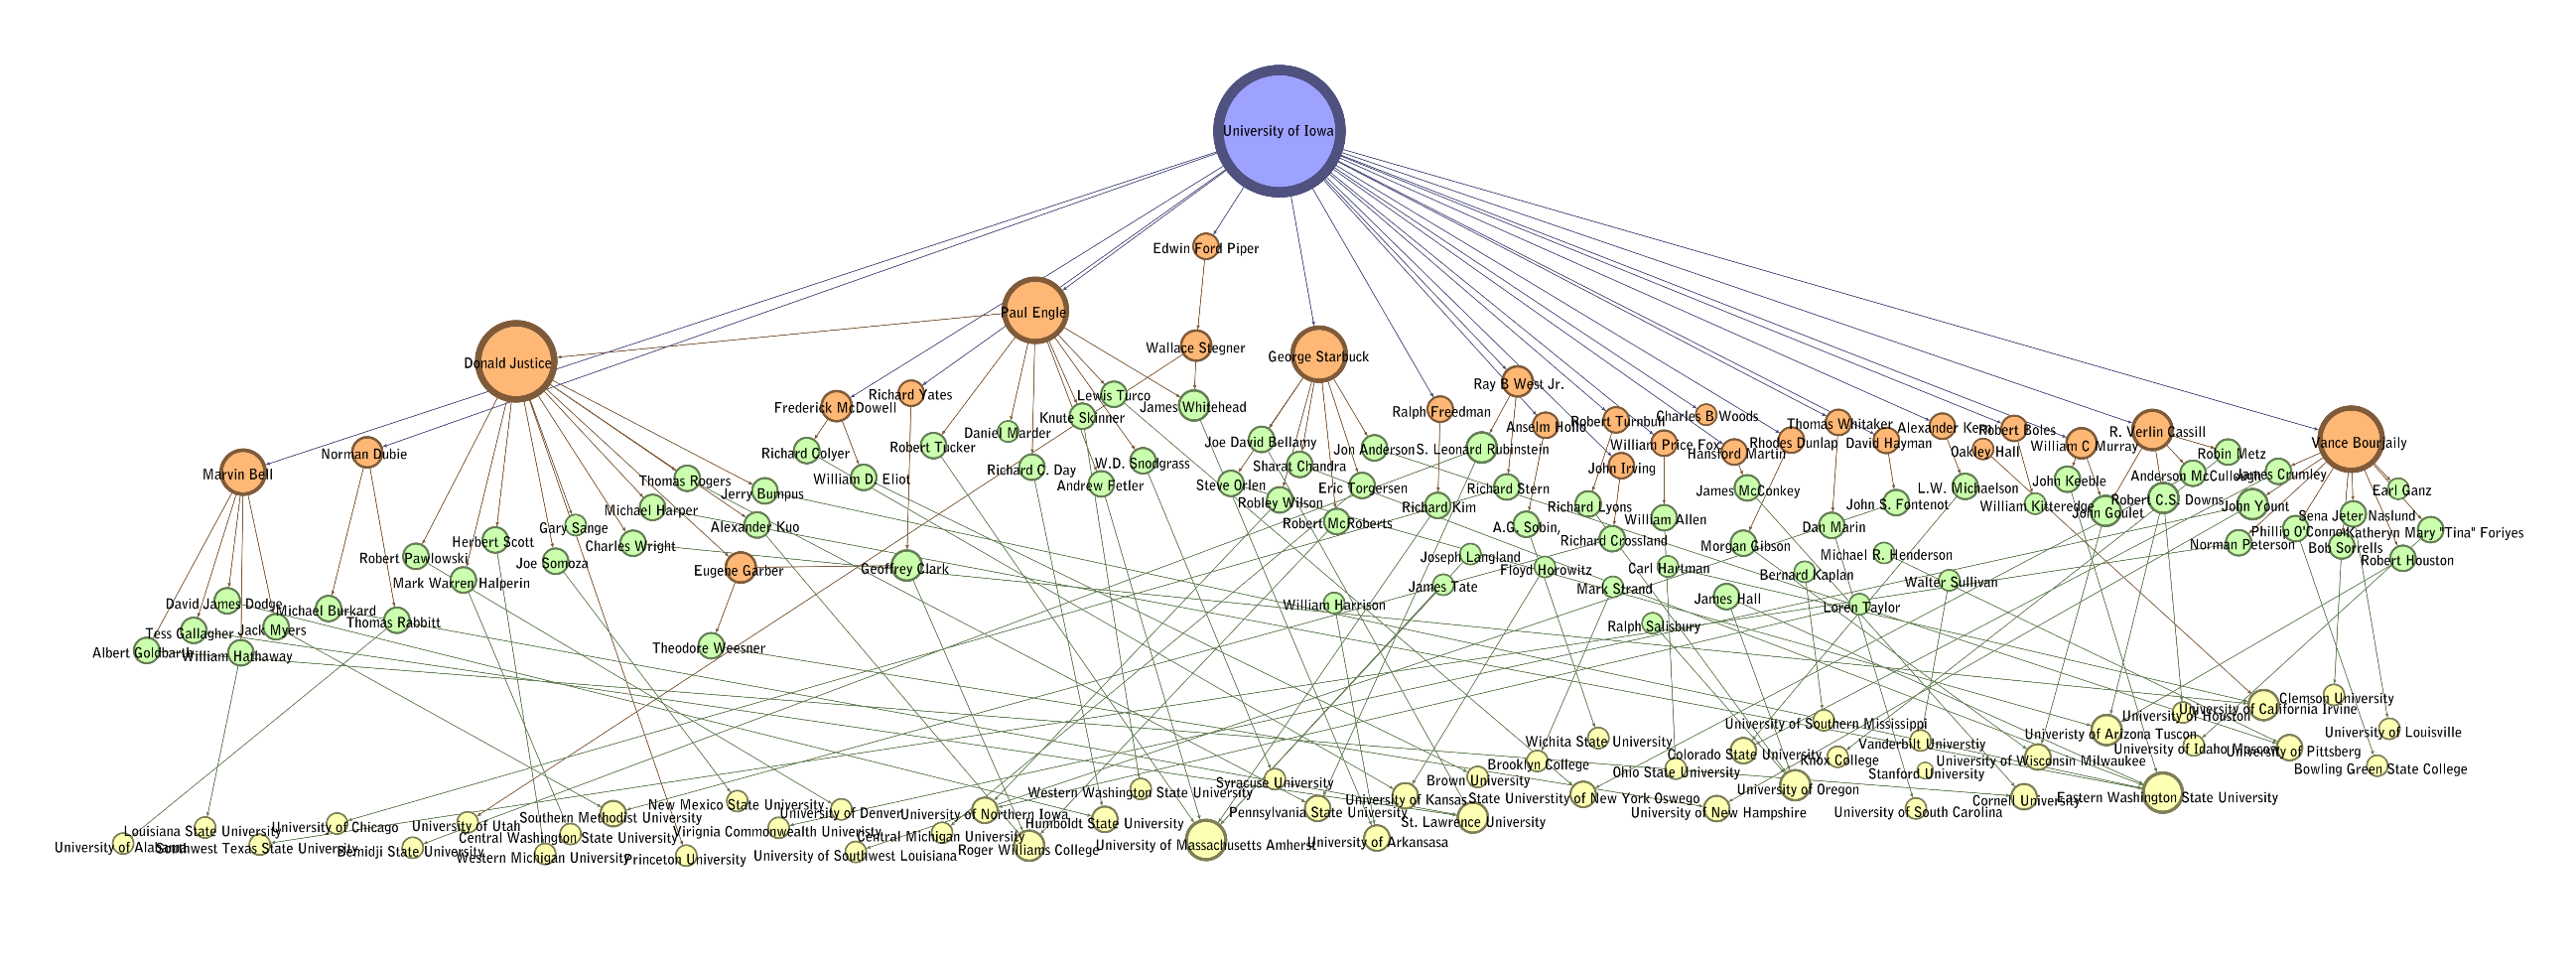 University of Iowa
Edwin Ford Piper
Paul Engle
Wallace Stegner
George Starbuck
Donald Justice
Ray B West Jr.
Richard Yates
Lewis Turco
Frederick McDowell
James Whitehead
Ralph Freedman
Charles B Woods
Knute Skinner
Robert Turnbull
Thomas Whitaker
Anselm Hollo
Alexander Kern
Robert Boles
R. Verlin Cassill
Daniel Marder
Joe David Bellamy
Vance Bourjaily
Robert Tucker
William Price Fox
Rhodes Dunlap
David Hayman
William C Murray
Richard Colyer
Jon Anderson
S. Leonard Rubinstein
Hansford Martin
Oakley Hall
Robin Metz
Norman Dubie
W.D. Snodgrass
Sharat Chandra
John Irving
Marvin Bell
Richard C. Day
Anderson McCullough
James Crumley
Thomas Rogers
William D. Eliot
Andrew Fetler
Steve Orlen
Eric Torgersen
Richard Stern
James McConkey
L.W. Michaelson
John Keeble
Earl Ganz
Jerry Bumpus
Robley Wilson
Richard Kim
Richard Lyons
John S. Fontenot
William Kitteredge
Robert C.S. Downs
John Yount
Michael Harper
John Goulet
Sena Jeter Naslund
Alexander Kuo
Gary Sange
Robert McRoberts
A.G. Sobin,
William Allen
Dan Marin
Katheryn Mary "Tina" Foriyes
Herbert Scott
Charles Wright
Richard Crossland
Morgan Gibson
Norman Peterson
Bob Sorrells
Robert Pawlowski
Joe Somoza
Joseph Langland
Michael R. Henderson
Robert Houston
Eugene Garber
Geoffrey Clark
Floyd Horowitz
Carl Hartman
Bernard Kaplan
Mark Warren Halperin
James Tate
Mark Strand
Walter Sullivan
David James Dodge
Michael Burkard
William Harrison
James Hall
Loren Taylor
Thomas Rabbitt
Tess Gallagher
Jack Myers
Ralph Salisbury
Albert Goldbarth
William Hathaway
Theodore Weesner
Clemson University
University of California Irvine
University of Houston
University of Southern Mississippi
University of Louisville
Univeristy of Arizona Tucson
Wichita State University
Vanderbilt Universtiy
University of Idaho Moscow
University of Pittsberg
Colorado State University
Knox College
University of Wisconsin Milwaukee
Brooklyn College
Bowling Green State College
Ohio State University
Stanford University
Syracuse University
Brown University
University of Oregon
Western Washington State University
University of Kansas
State Universtiy of New York Oswego
Cornell University
Eastern Washington State University
New Mexico State University
University of Denver
University of Northern Iowa
Pennsylvania State University
University of New Hampshire
University of South Carolina
Southern Methodist University
Humboldt State University
St. Lawrence University
Louisiana State University
University of Chicago
University of Utah
Virignia Commonwealth University
Central Michigan University
Central Washington State University
University of Alabama
Southwest Texas State University
Bemidji State University
Western Michigan University
Princeton University
University of Southwest Louisiana
Roger Williams College
University of Massachusetts Amherst
University of Arkansasa